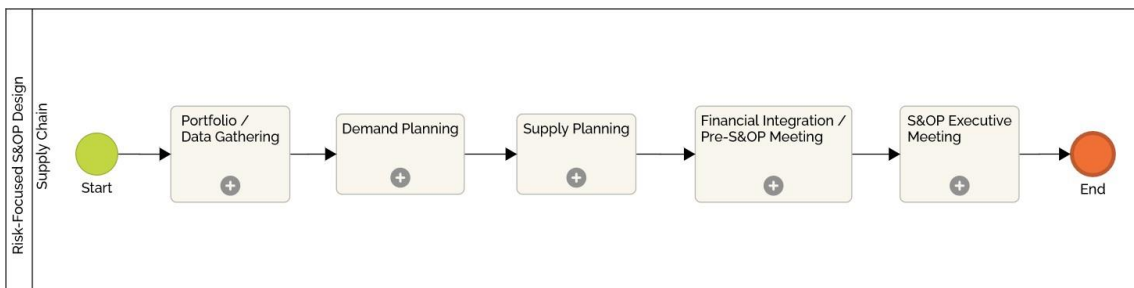 Risk-Focused S&OP Design
Supply Chain
Start
Portfolio /
Data Gathering
Demand Planning
Supply Planning
Financial Integration /
Pre-S&OP Meeting
S&OP Executive
Meeting
End